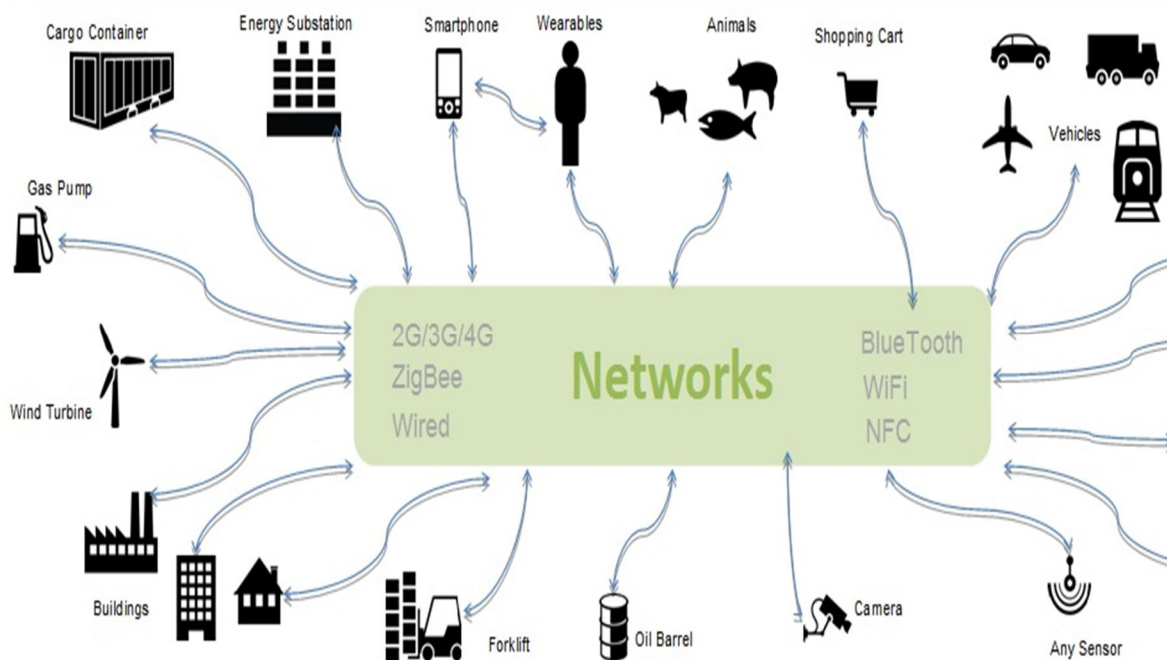 Cargo Container
Energy Substation
Smartphone
Wearables
Animals
Shopping Cart
Vehicles
Gas Pump
Wind Turbine
2G/3G/4G
ZigBee
Wired
Networks
BlueTooth
WiFi
NFC
Buildings
Forklift
Oil Barrel
Camera
Any Sensor